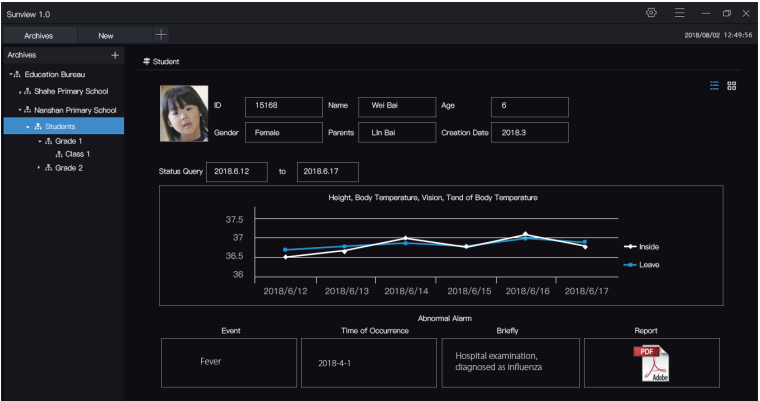 Sunview 1.0
Archives New
2018/08/02 12:49:56
Archives
Education Bureau
Shahe Primary School
Nanshan Primary School
Students
Grade 1
Class 1
Grade 2
Student
ID 15168 Name Wei Bai Age 6
Gender Female Parents Lin Bai Creation Date 2018.3
Status Query 2018.6.12 to 2018.6.17
Height, Body Temperature, Vision, Tend of Body Temperature
37.5
37
36.5
36
2018/6/12 2018/6/13 2018/6/14 2018/6/15 2018/6/16 2018/6/17
Inside
Leave
Abnormal Alarm
Event Time of Occurrence Briefly Report
Fever
2018-4-1
Hospital examination,
diagnosed as Influenza
PDF
Adobe